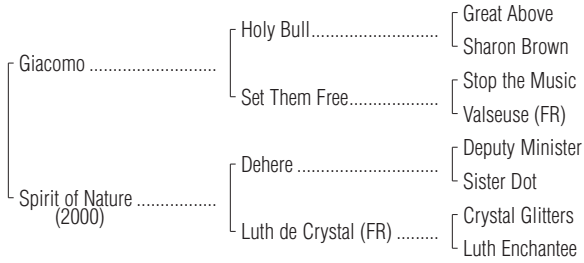 Great Above
Holy Bull
Sharon Brown
Giacomo
Stop the Music
Set Them Free
Valseuse (FR)
Deputy Minister
Dehere
Sister Dot
Spirit of Nature
(2000)
Crystal Glitters
Luth de Crystal (FR)
Luth Enchantee